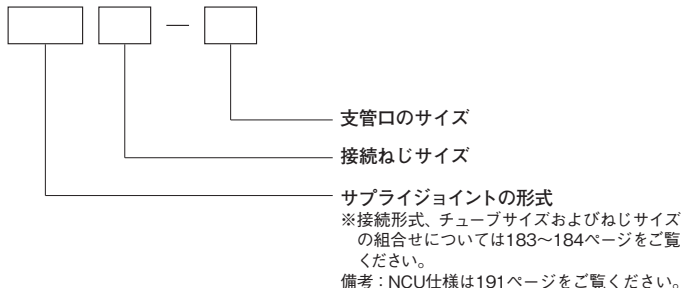 支管口のサイズ
接続ねじサイズ
サプライジョイントの形式
※接続形式、チューブサイズおよびねじサイズ
の組合せについては183〜184ページをご覧
ください。
備考：NCU仕様は191ページをご覧ください。